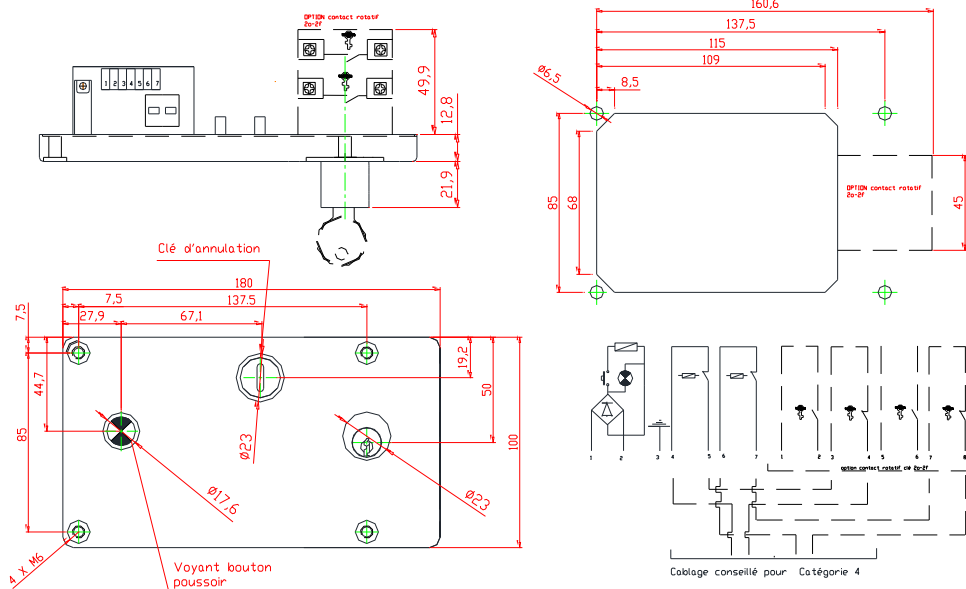 OPTION contact rotatif
2o-2f
1 2 3 4 5 6 7
49,9
12,8
21,9
160,6
137,5
115
109
8,5
ø6,5
85
68
45
OPTION contact rotatif
2o-2f
Clé d'annulation
180
7,5
137.5
27,9
67,1
7,5
44,7
85
19,2
50
100
ø23
ø17,6
ø23
4 X M6
Voyant bouton
poussoir
1 2 3 4 5 6 7 1 2 3 4 5 6 7 8
option contact rotatif clé 2o-2f
Cablage conseillé pour Catégorie 4